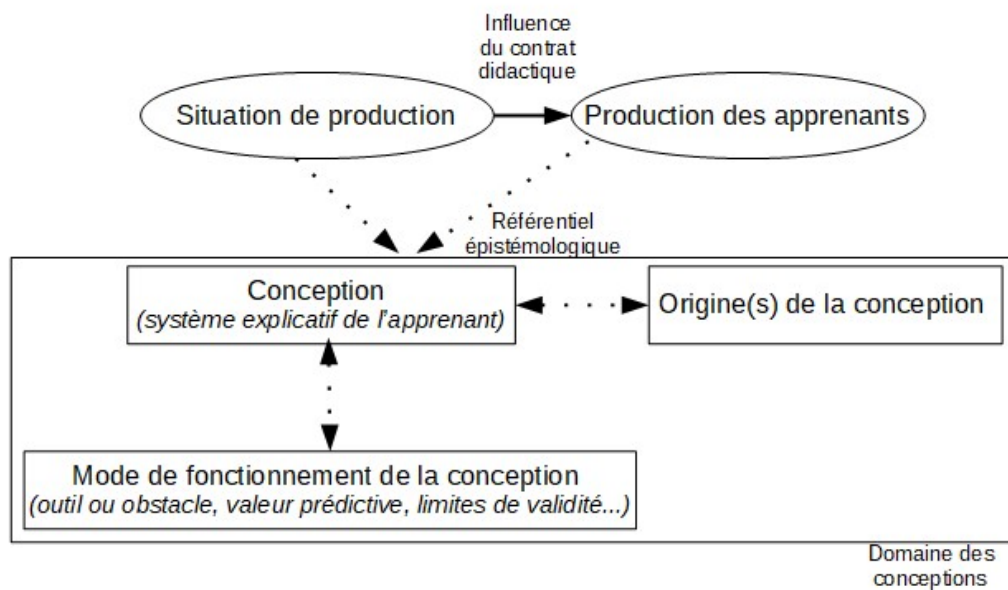 Influence
du contrat
didactique
Situation de production
Production des apprenants
Référentiel
épistémologique
Conception
(système explicatif de l'apprenant)
Origine(s) de la conception
Mode de fonctionnement de la conception
(outil ou obstacle, valeur prédictive, limites de validité...)
Domaine des
conceptions